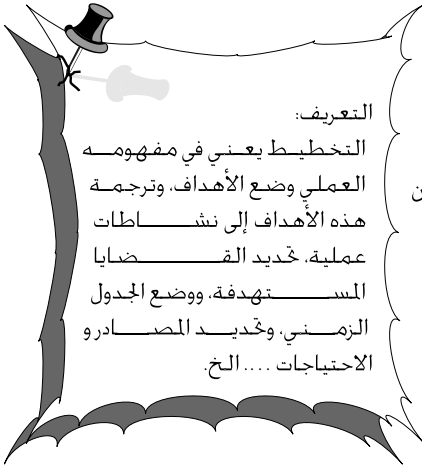 التعريف:
التخطيط يعني في مفهومه
العملي وضع الأهداف، وترجمة
هذه الأهداف إلى نشاطات
عملية، تحديد القضايا
المستهدفة، ووضع الجدول
الزمني، وتحديد المصادر و
الاحتياجات .... الخ.